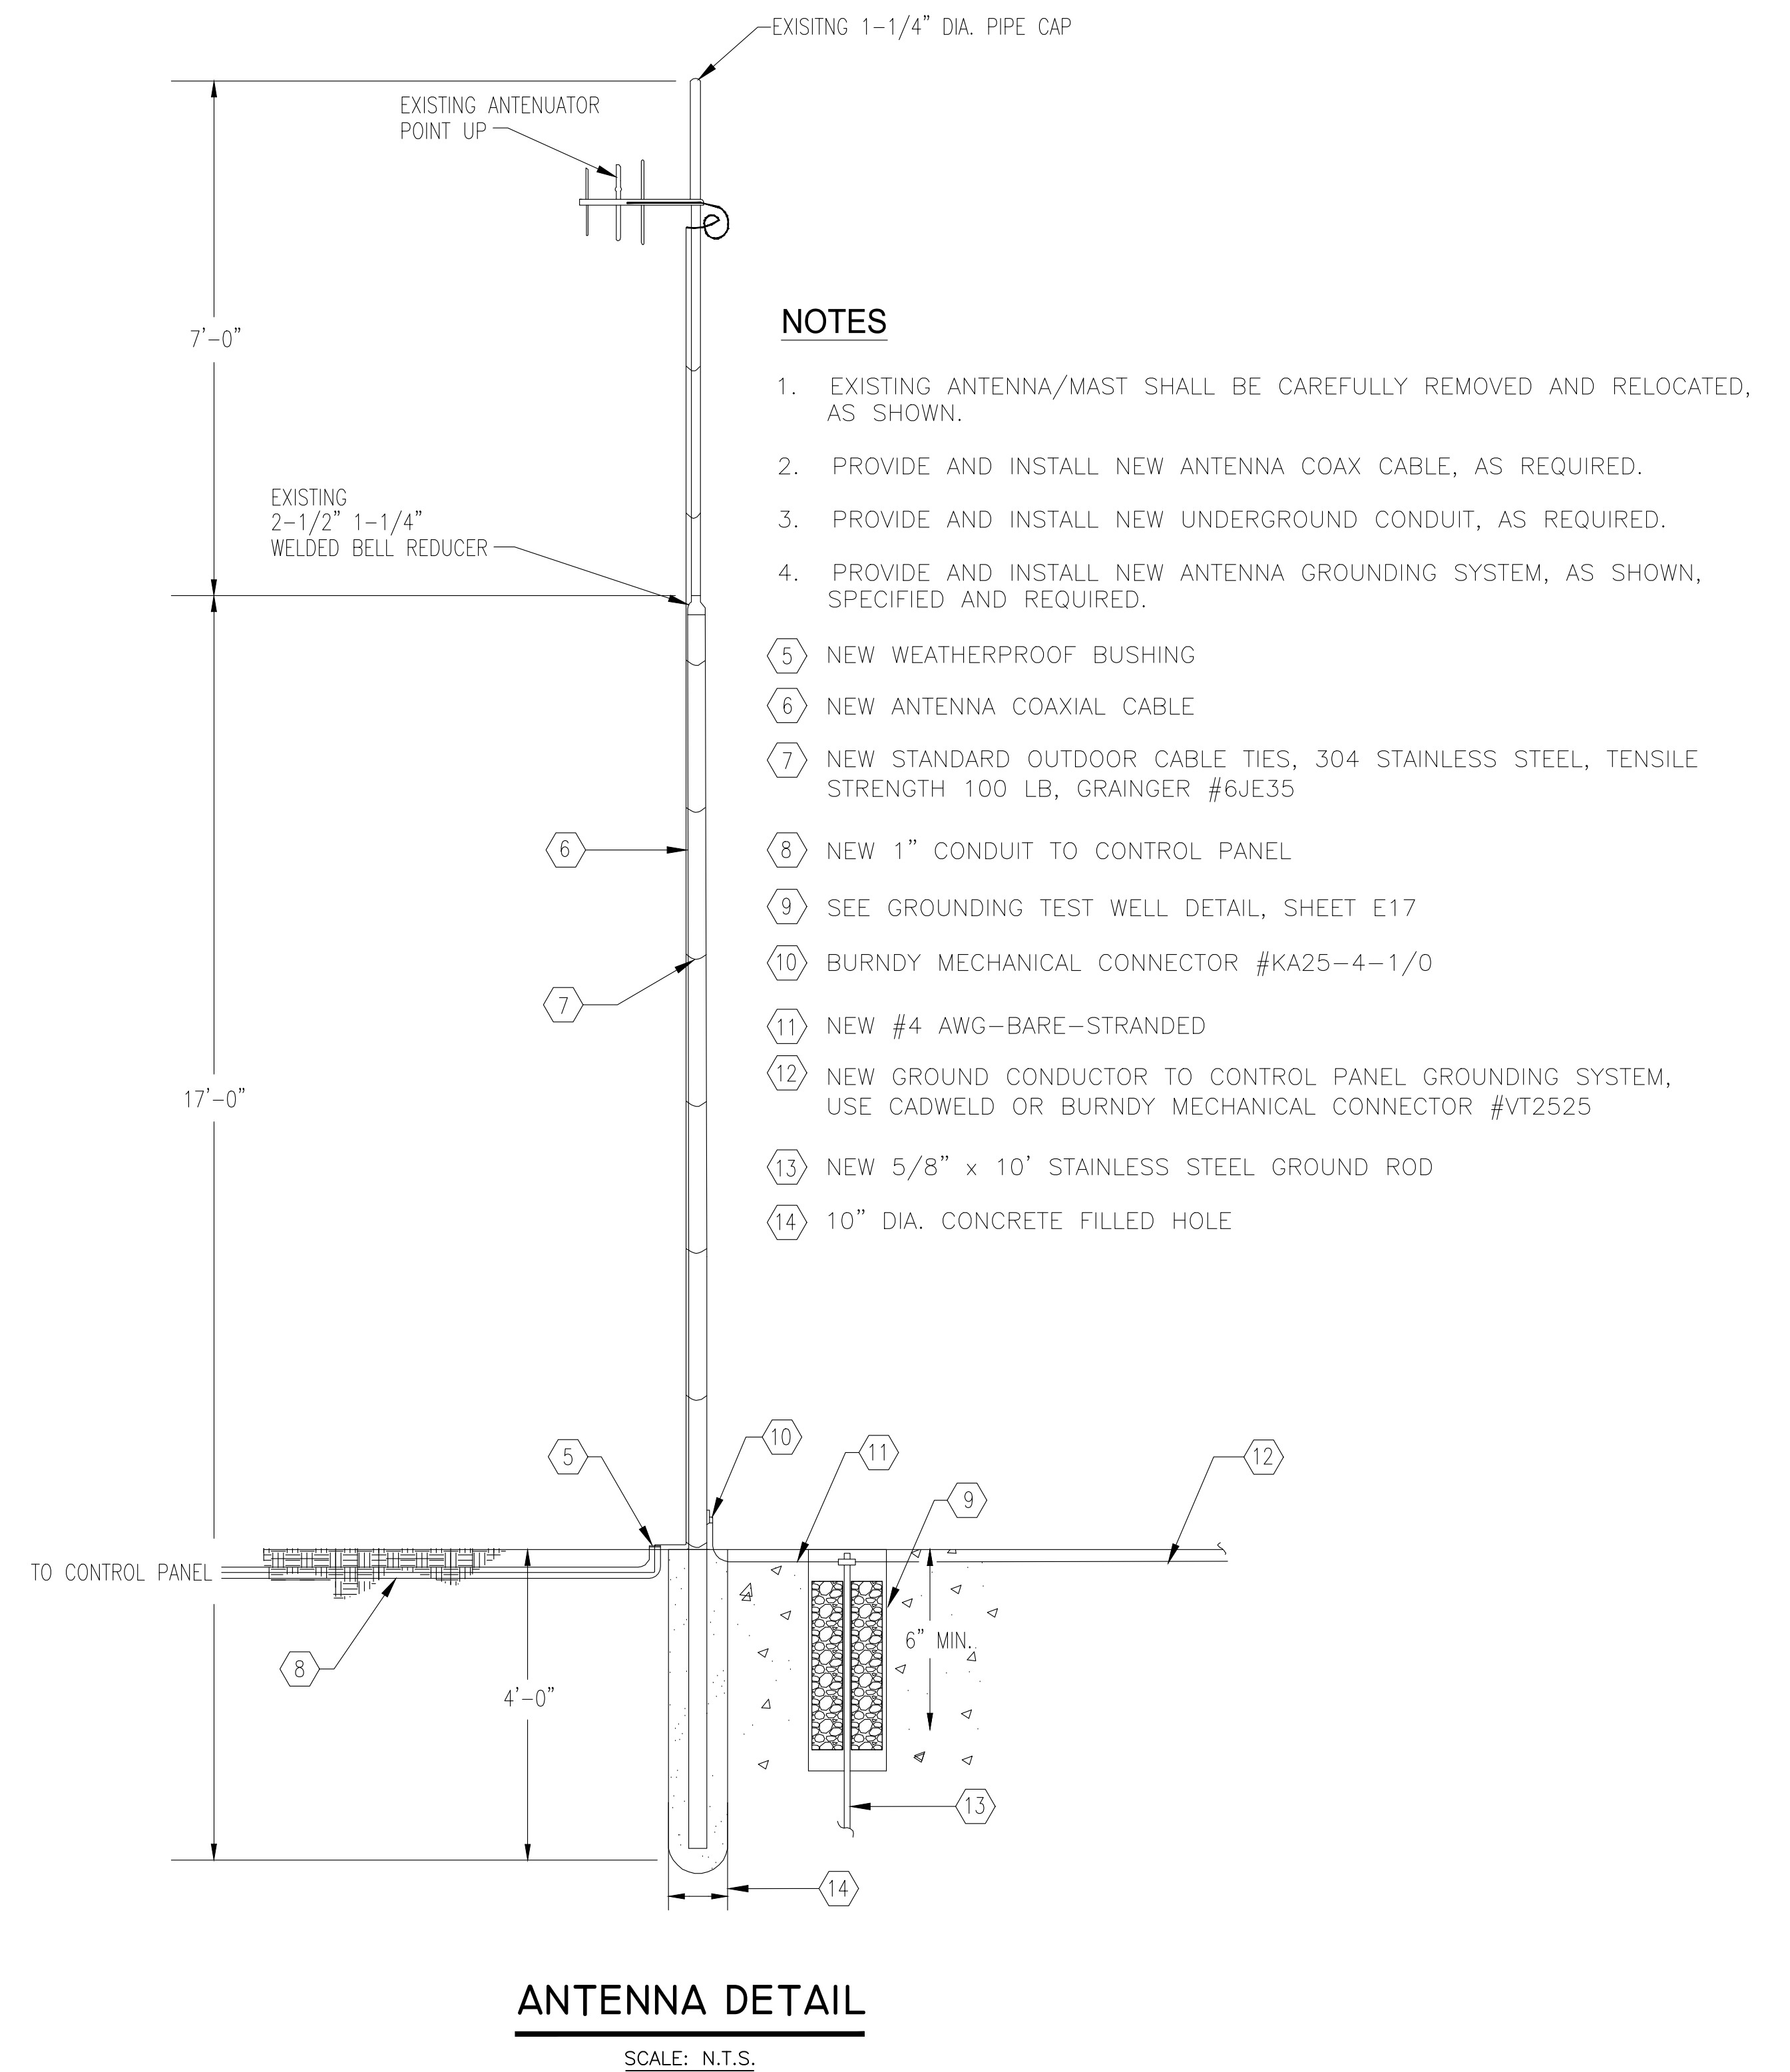 EXISITNG 1-1/4" DIA. PIPE CAP
EXISTING ANTENUATOR
POINT UP
7'-0"
EXISTING
2-1/2" 1-1/4"
WELDED BELL REDUCER
17'-0"
NOTES
1. EXISTING ANTENNA/MAST SHALL BE CAREFULLY REMOVED AND RELOCATED,
AS SHOWN.
2. PROVIDE AND INSTALL NEW ANTENNA COAX CABLE, AS REQUIRED.
3. PROVIDE AND INSTALL NEW UNDERGROUND CONDUIT, AS REQUIRED.
4. PROVIDE AND INSTALL NEW ANTENNA GROUNDING SYSTEM, AS SHOWN,
SPECIFIED AND REQUIRED.
5 NEW WEATHERPROOF BUSHING
6 NEW ANTENNA COAXIAL CABLE
7 NEW STANDARD OUTDOOR CABLE TIES, 304 STAINLESS STEEL, TENSILE
STRENGTH 100 LB, GRAINGER #6JE35
8 NEW 1" CONDUIT TO CONTROL PANEL
9 SEE GROUNDING TEST WELL DETAIL, SHEET E17
10 BURNDY MECHANICAL CONNECTOR #KA25-4-1/0
11 NEW #4 AWG-BARE-STRANDED
12 NEW GROUND CONDUCTOR TO CONTROL PANEL GROUNDING SYSTEM,
USE CADWELD OR BURNDY MECHANICAL CONNECTOR #VT2525
13 NEW 5/8" x 10' STAINLESS STEEL GROUND ROD
14 10" DIA. CONCRETE FILLED HOLE
6
7
5
10
11
9
12
TO CONTROL PANEL
8
4'-0"
6" MIN.
13
14
ANTENNA DETAIL
SCALE: N.T.S.